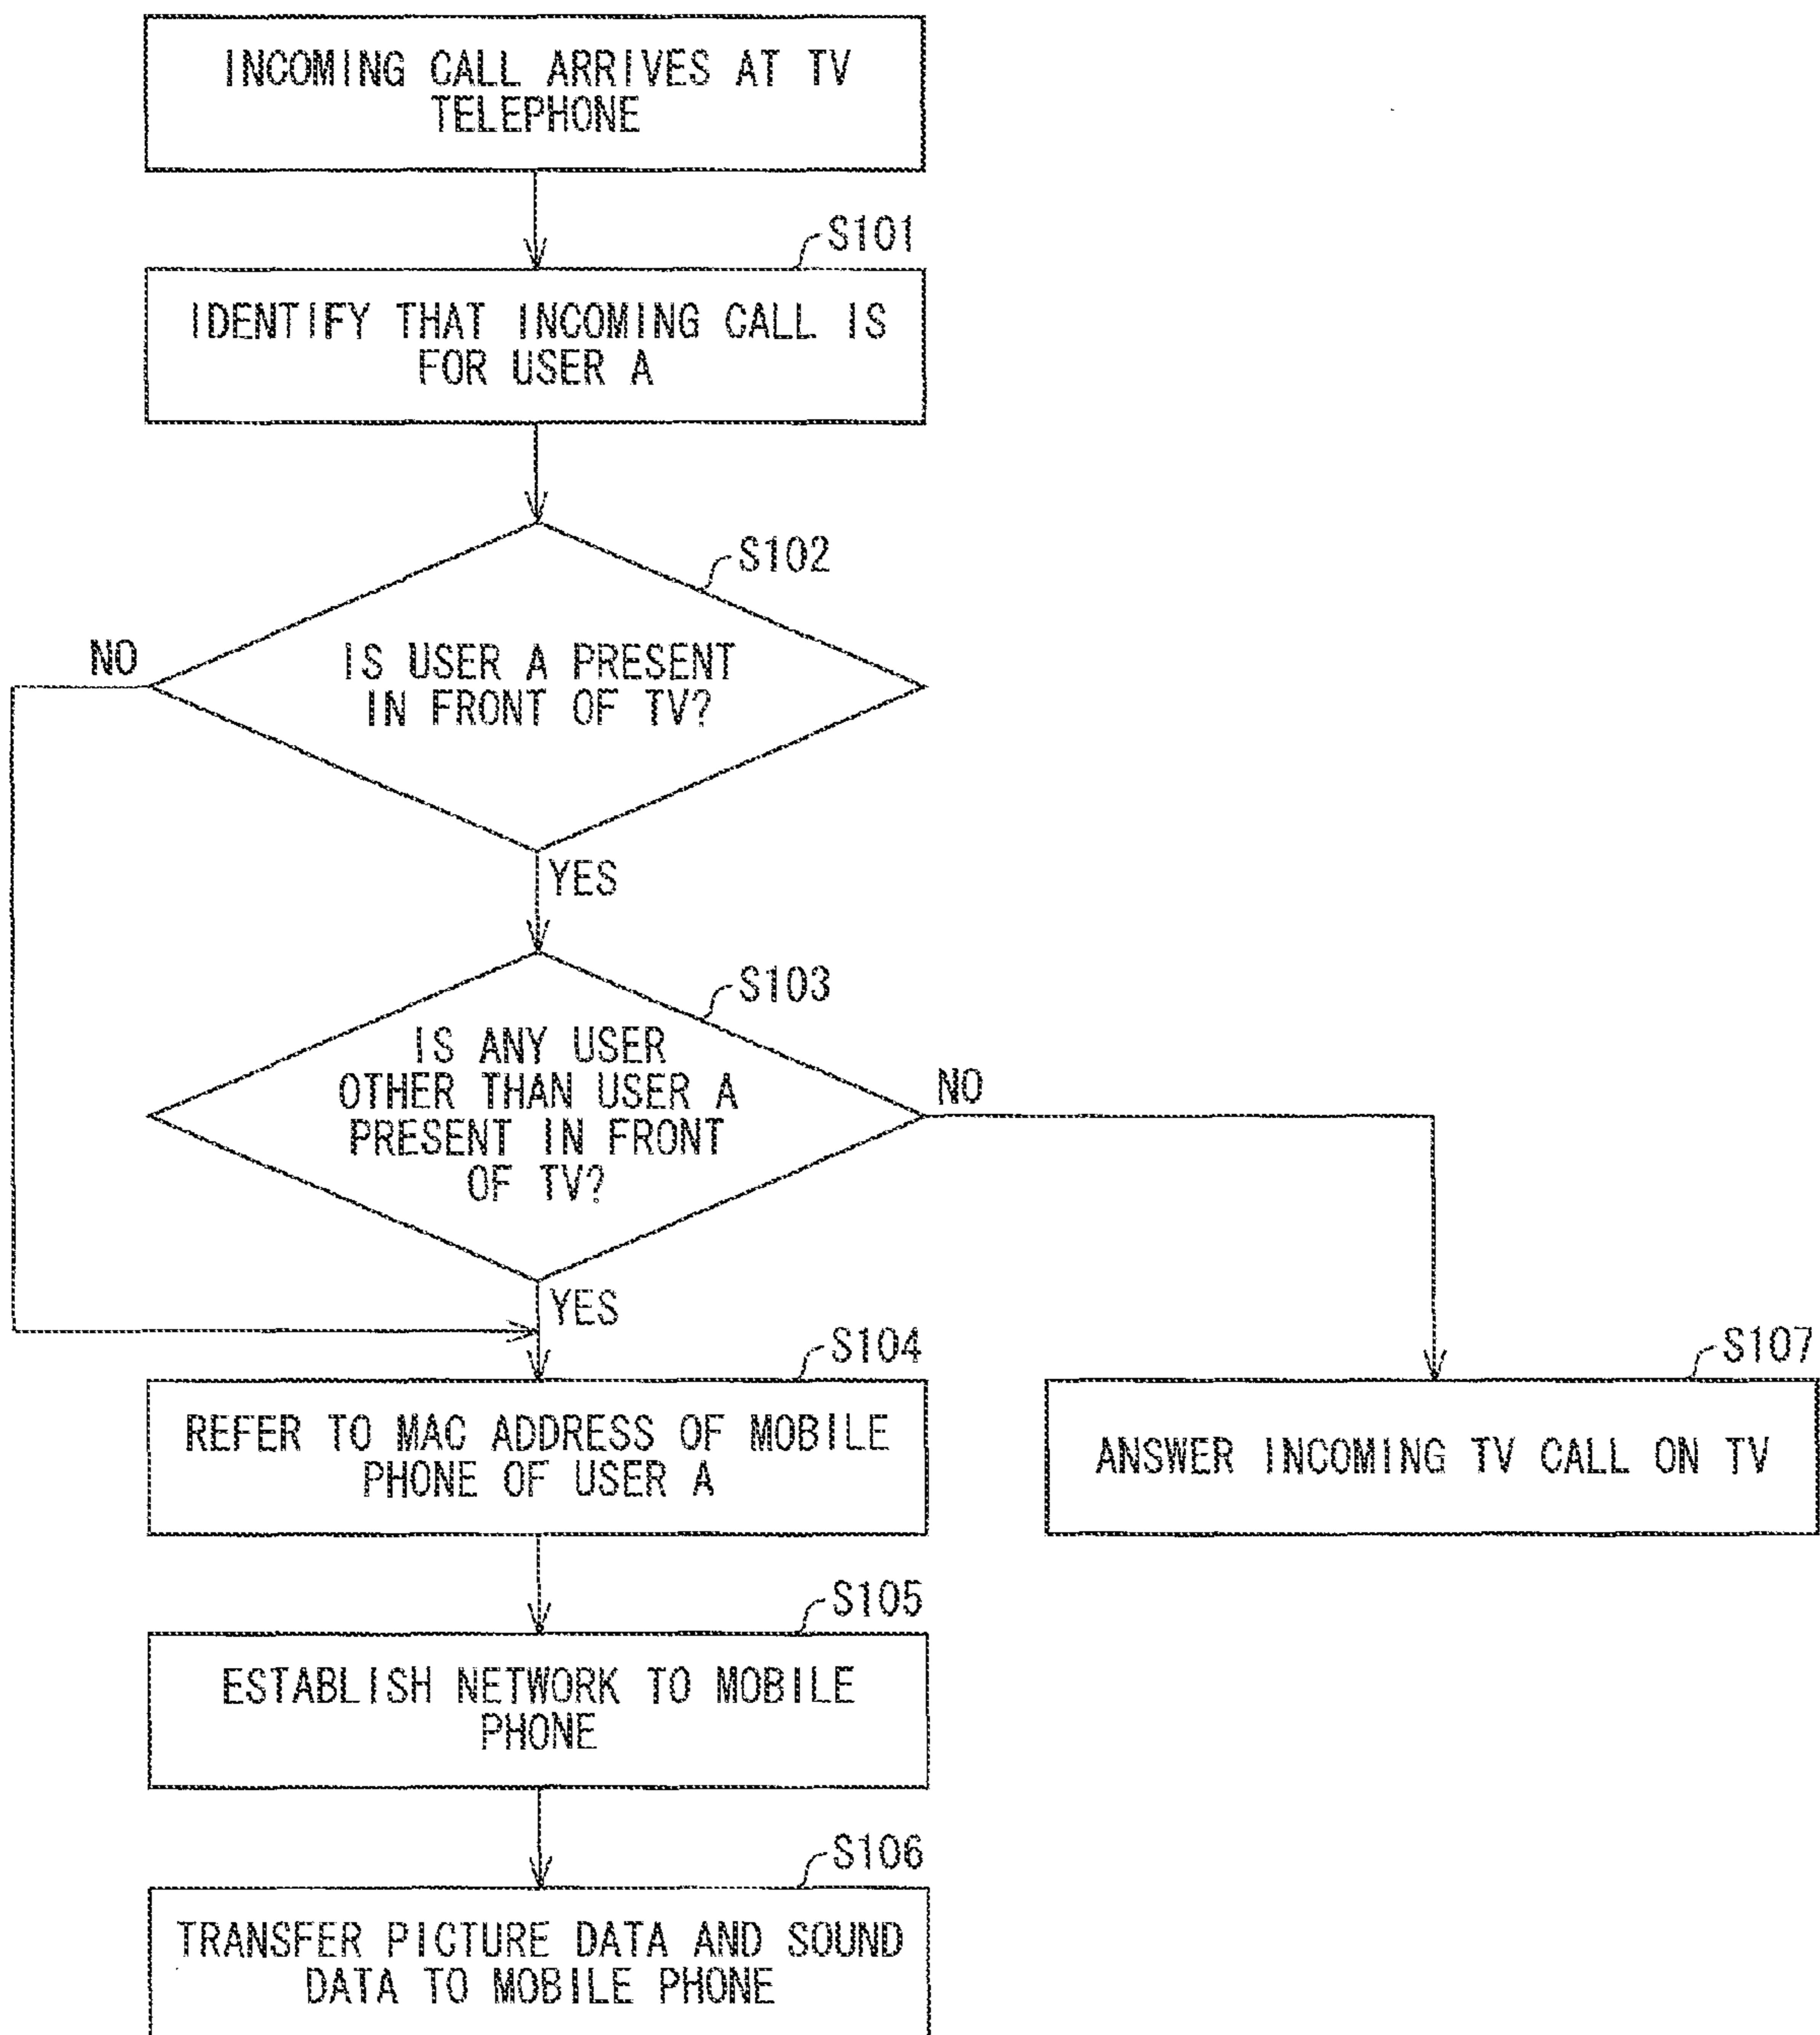 INCOMING CALL ARRIVES AT TV
TELEPHONE
S101
IDENTIFY THAT INCOMING CALL IS
FOR USER A
S102
NO
IS USER A PRESENT
IN FRONT OF TV?
YES
S103
IS ANY USER
OTHER THAN USER A
PRESENT IN FRONT
OF TV?
NO
YES
S104
REFER TO MAC ADDRESS OF MOBILE
PHONE OF USER A
S107
ANSWER INCOMING TV CALL ON TV
S105
ESTABLISH NETWORK TO MOBILE
PHONE
S106
TRANSFER PICTURE DATA AND SOUND
DATA TO MOBILE PHONE